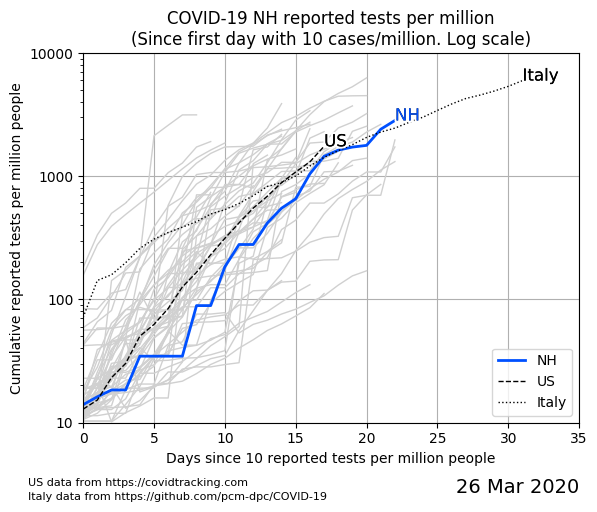 COVID-19 NH reported tests per million
(Since first day with 10 cases/million. Log scale)
Cumulative reported tests per million people
10000
1000
100
10
Italy
NH
US
NH
US
Italy
0 5 10 15 20 25 30 35
Days since 10 reported tests per million people
US data from https://covidtracking.com
Italy data from https://github.com/pcm-dpc/COVID-19
26 Mar 2020